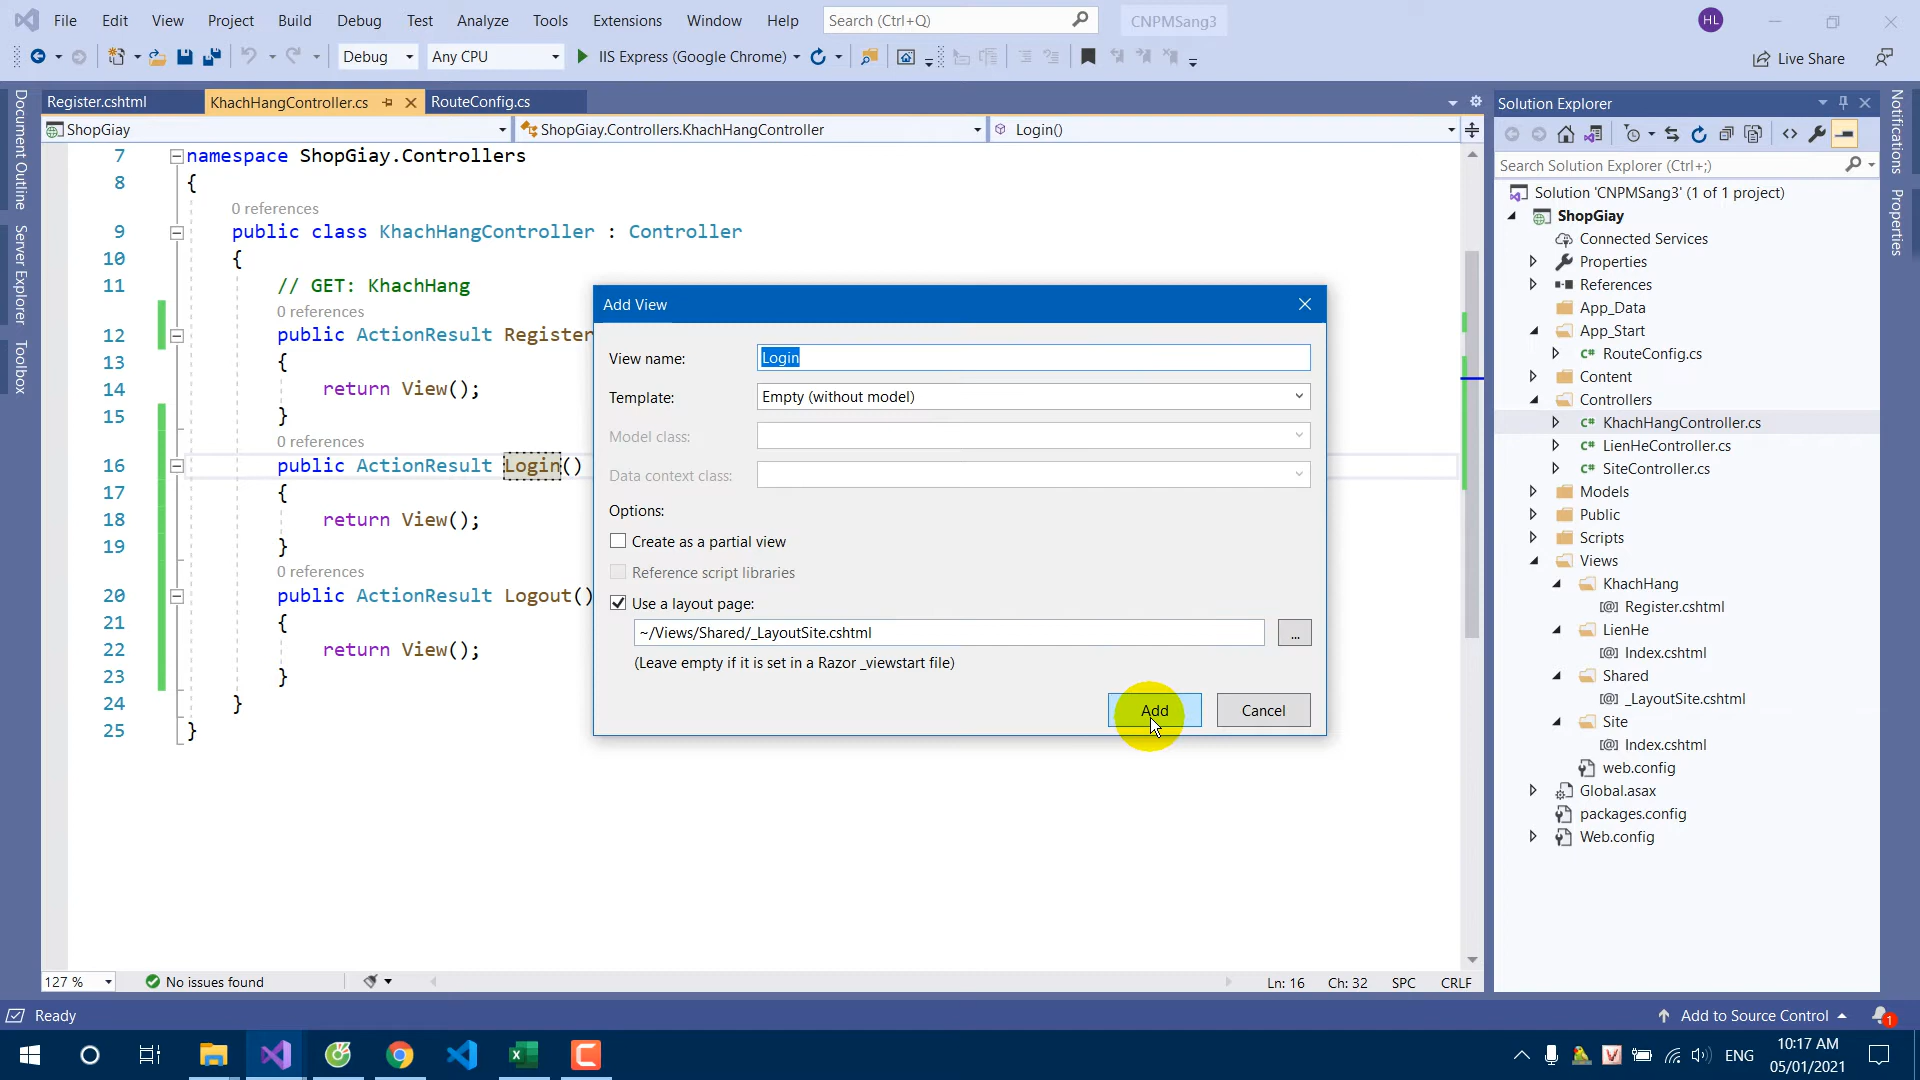 File Edit View Project Build Debug Test Analyze Tools Extensions Window Help Search (Ctrl+Q) CNPMSang3 HL
Debug Any CPU IIS Express (Google Chrome) Live Share
Register.cshtml KhachHangController.cs RouteConfig.cs
ShopGiay ShopGiay.Controllers.KhachHangController Login()
Document Outline
Server Explorer
Toolbox
7 namespace ShopGiay.Controllers
8 {
0 references
9 public class KhachHangController : Controller
10 {
11 // GET: KhachHang
0 references
12 public ActionResult Register
13 {
14 return View();
15 }
0 references
16 public ActionResult Login()
17 {
18 return View();
19 }
0 references
20 public ActionResult Logout()
21 {
22 return View();
23 }
24 }
25 }
Add View
View name: Login
Template: Empty (without model)
Model class:
Data context class:
Options:
Create as a partial view
Reference script libraries
Use a layout page:
~/Views/Shared/_LayoutSite.cshtml
...
(Leave empty if it is set in a Razor _viewstart file)
Add Cancel
Solution Explorer
Search Solution Explorer (Ctrl+;)
Solution 'CNPMSang3' (1 of 1 project)
ShopGiay
Connected Services
Properties
References
App_Data
App_Start
C# RouteConfig.cs
Content
Controllers
C# KhachHangController.cs
C# LienHeController.cs
C# SiteController.cs
Models
Public
Scripts
Views
KhachHang
[@] Register.cshtml
LienHe
[@] Index.cshtml
Shared
[@] _LayoutSite.cshtml
Site
[@] Index.cshtml
web.config
Global.asax
packages.config
Web.config
Notifications
Properties
127 % No issues found Ln: 16 Ch: 32 SPC CRLF
Ready Add to Source Control 1
ENG 10:17 AM
05/01/2021